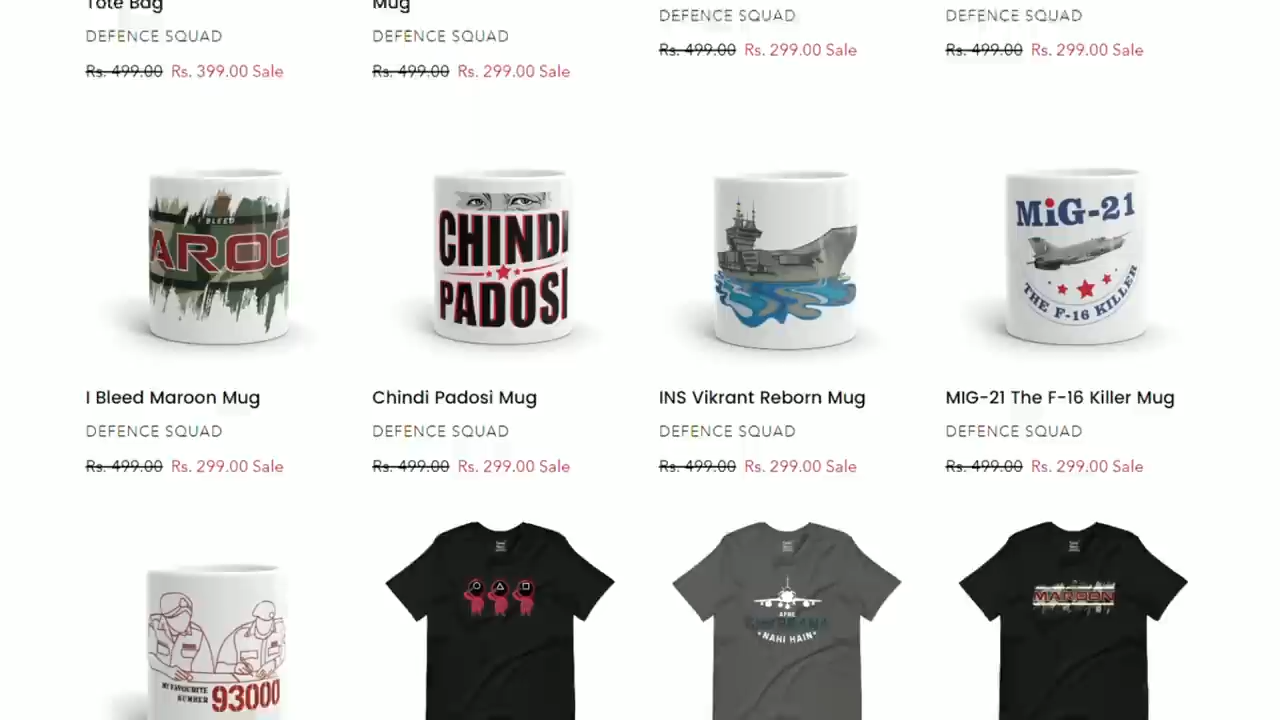 Tote Bag
Mug
DEFENCE SQUAD
DEFENCE SQUAD
DEFENCE SQUAD
DEFENCE SQUAD
Rs. 499.00 Rs. 399.00 Sale
Rs. 499.00 Rs. 299.00 Sale
Rs. 499.00 Rs. 299.00 Sale
Rs. 499.00 Rs. 299.00 Sale
I BLEED
AROO
CHINDI
PADOSI
MiG-21
THE F-16 KILLER
I Bleed Maroon Mug
Chindi Padosi Mug
INS Vikrant Reborn Mug
MIG-21 The F-16 Killer Mug
DEFENCE SQUAD
DEFENCE SQUAD
DEFENCE SQUAD
DEFENCE SQUAD
Rs. 499.00 Rs. 299.00 Sale
Rs. 499.00 Rs. 299.00 Sale
Rs. 499.00 Rs. 299.00 Sale
Rs. 499.00 Rs. 299.00 Sale
MY FAVOURITE
NUMBER 93000
APNE
NAHI HAIN
MAROON